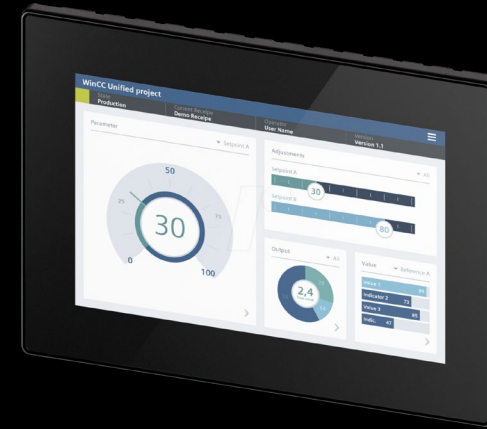 WinCC Unified project
State
Production
Current Receipe
Demo Receipe
Operator
User Name
Version
Version 1.1
Parameter
Setpoint A
0
25
50
75
100
30
Adjustments
All
Setpoint A
30
Setpoint B
80
Output
All
2,4
Value
Reference A
Value 1
Indicator 2
73
Value 3
85
Indic.
47